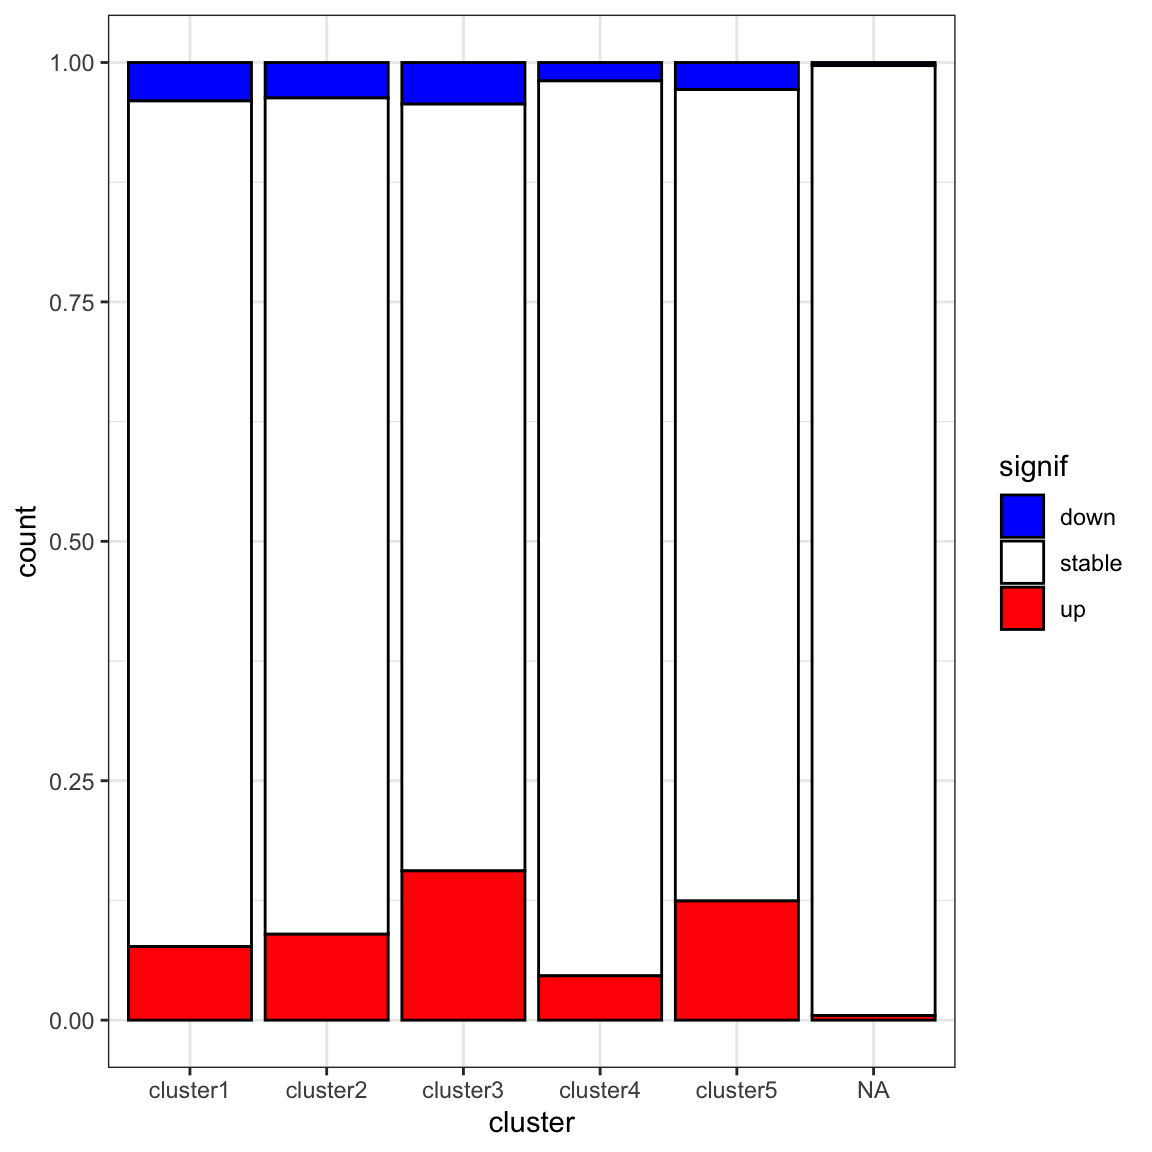 1.00
0.75
0.50
0.25
0.00
count
cluster1 cluster2 cluster3 cluster4 cluster5 NA
cluster
signif
down
stable
up